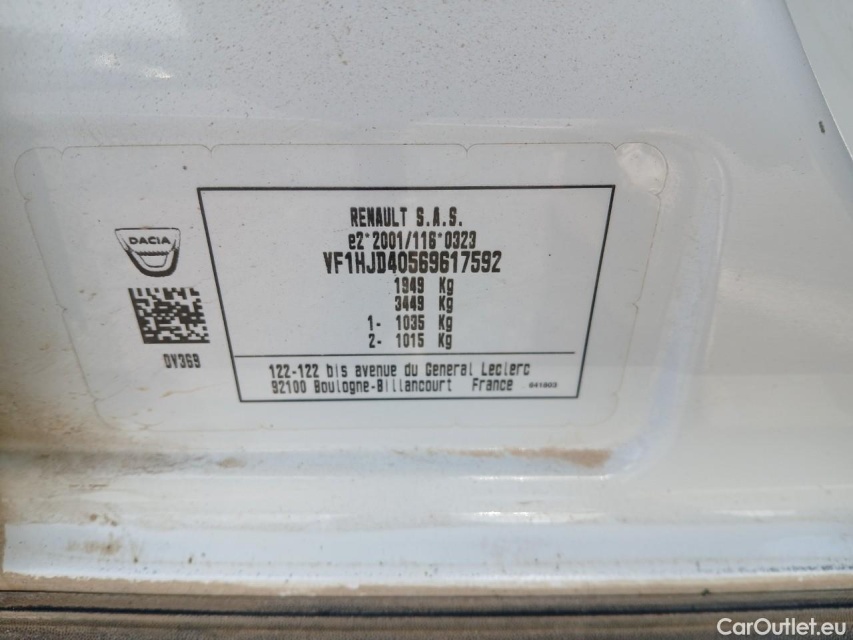 RENAULT S.A.S.
e2*2001/116*0323
VF1HJD40569617592
1949 Kg
3449 Kg
1- 1035 Kg
2- 1015 Kg
DACIA
DV369
122-122 bis avenue du General Leclerc
92100 Boulogne-Billancourt France
CarOutlet.eu